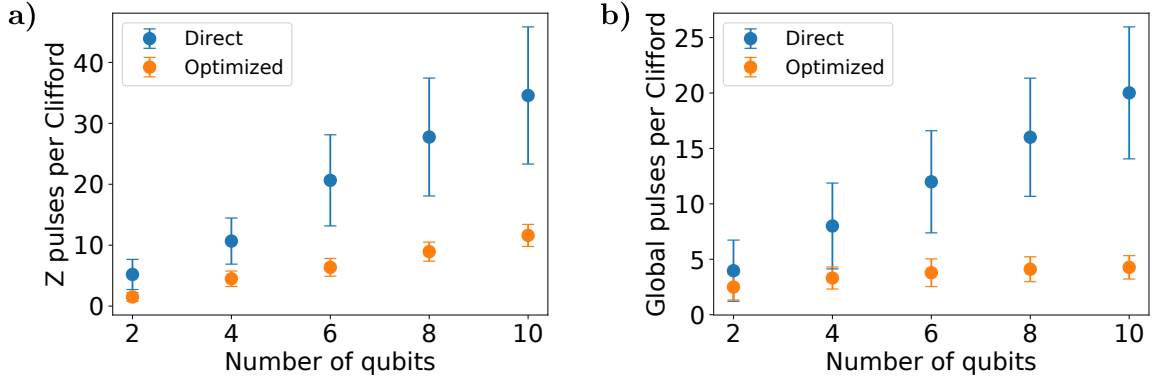 a)
Z pulses per Clifford
40
30
20
10
0
Direct
Optimized
2 4 6 8 10
Number of qubits
b)
Global pulses per Clifford
25
20
15
10
5
0
Direct
Optimized
2 4 6 8 10
Number of qubits